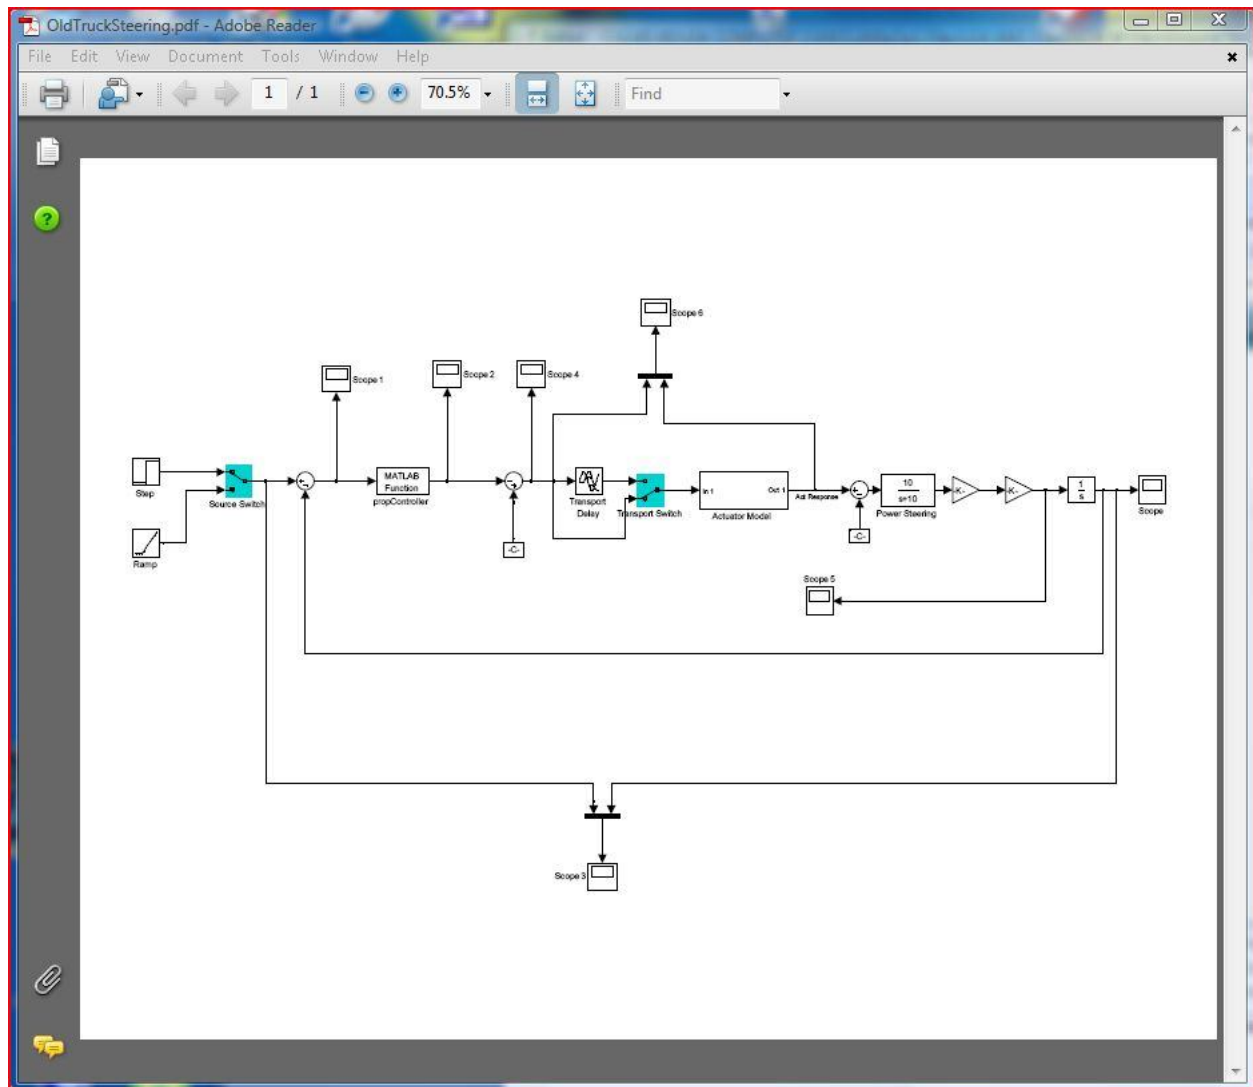 OldTruckSteering.pdf - Adobe Reader
File Edit View Document Tools Window Help
1 / 1 70.5% Find
Scope 6
Scope 1
Scope 2
Scope 4
Step
Source Switch
Ramp
MATLAB
Function
propController
-C-
Transport
Delay
Transport Switch
In 1
Out 1
Actuator Model
Act Response
-C-
10
s+10
Power Steering
-K-
-K-
1
s
Scope
Scope 5
Scope 3